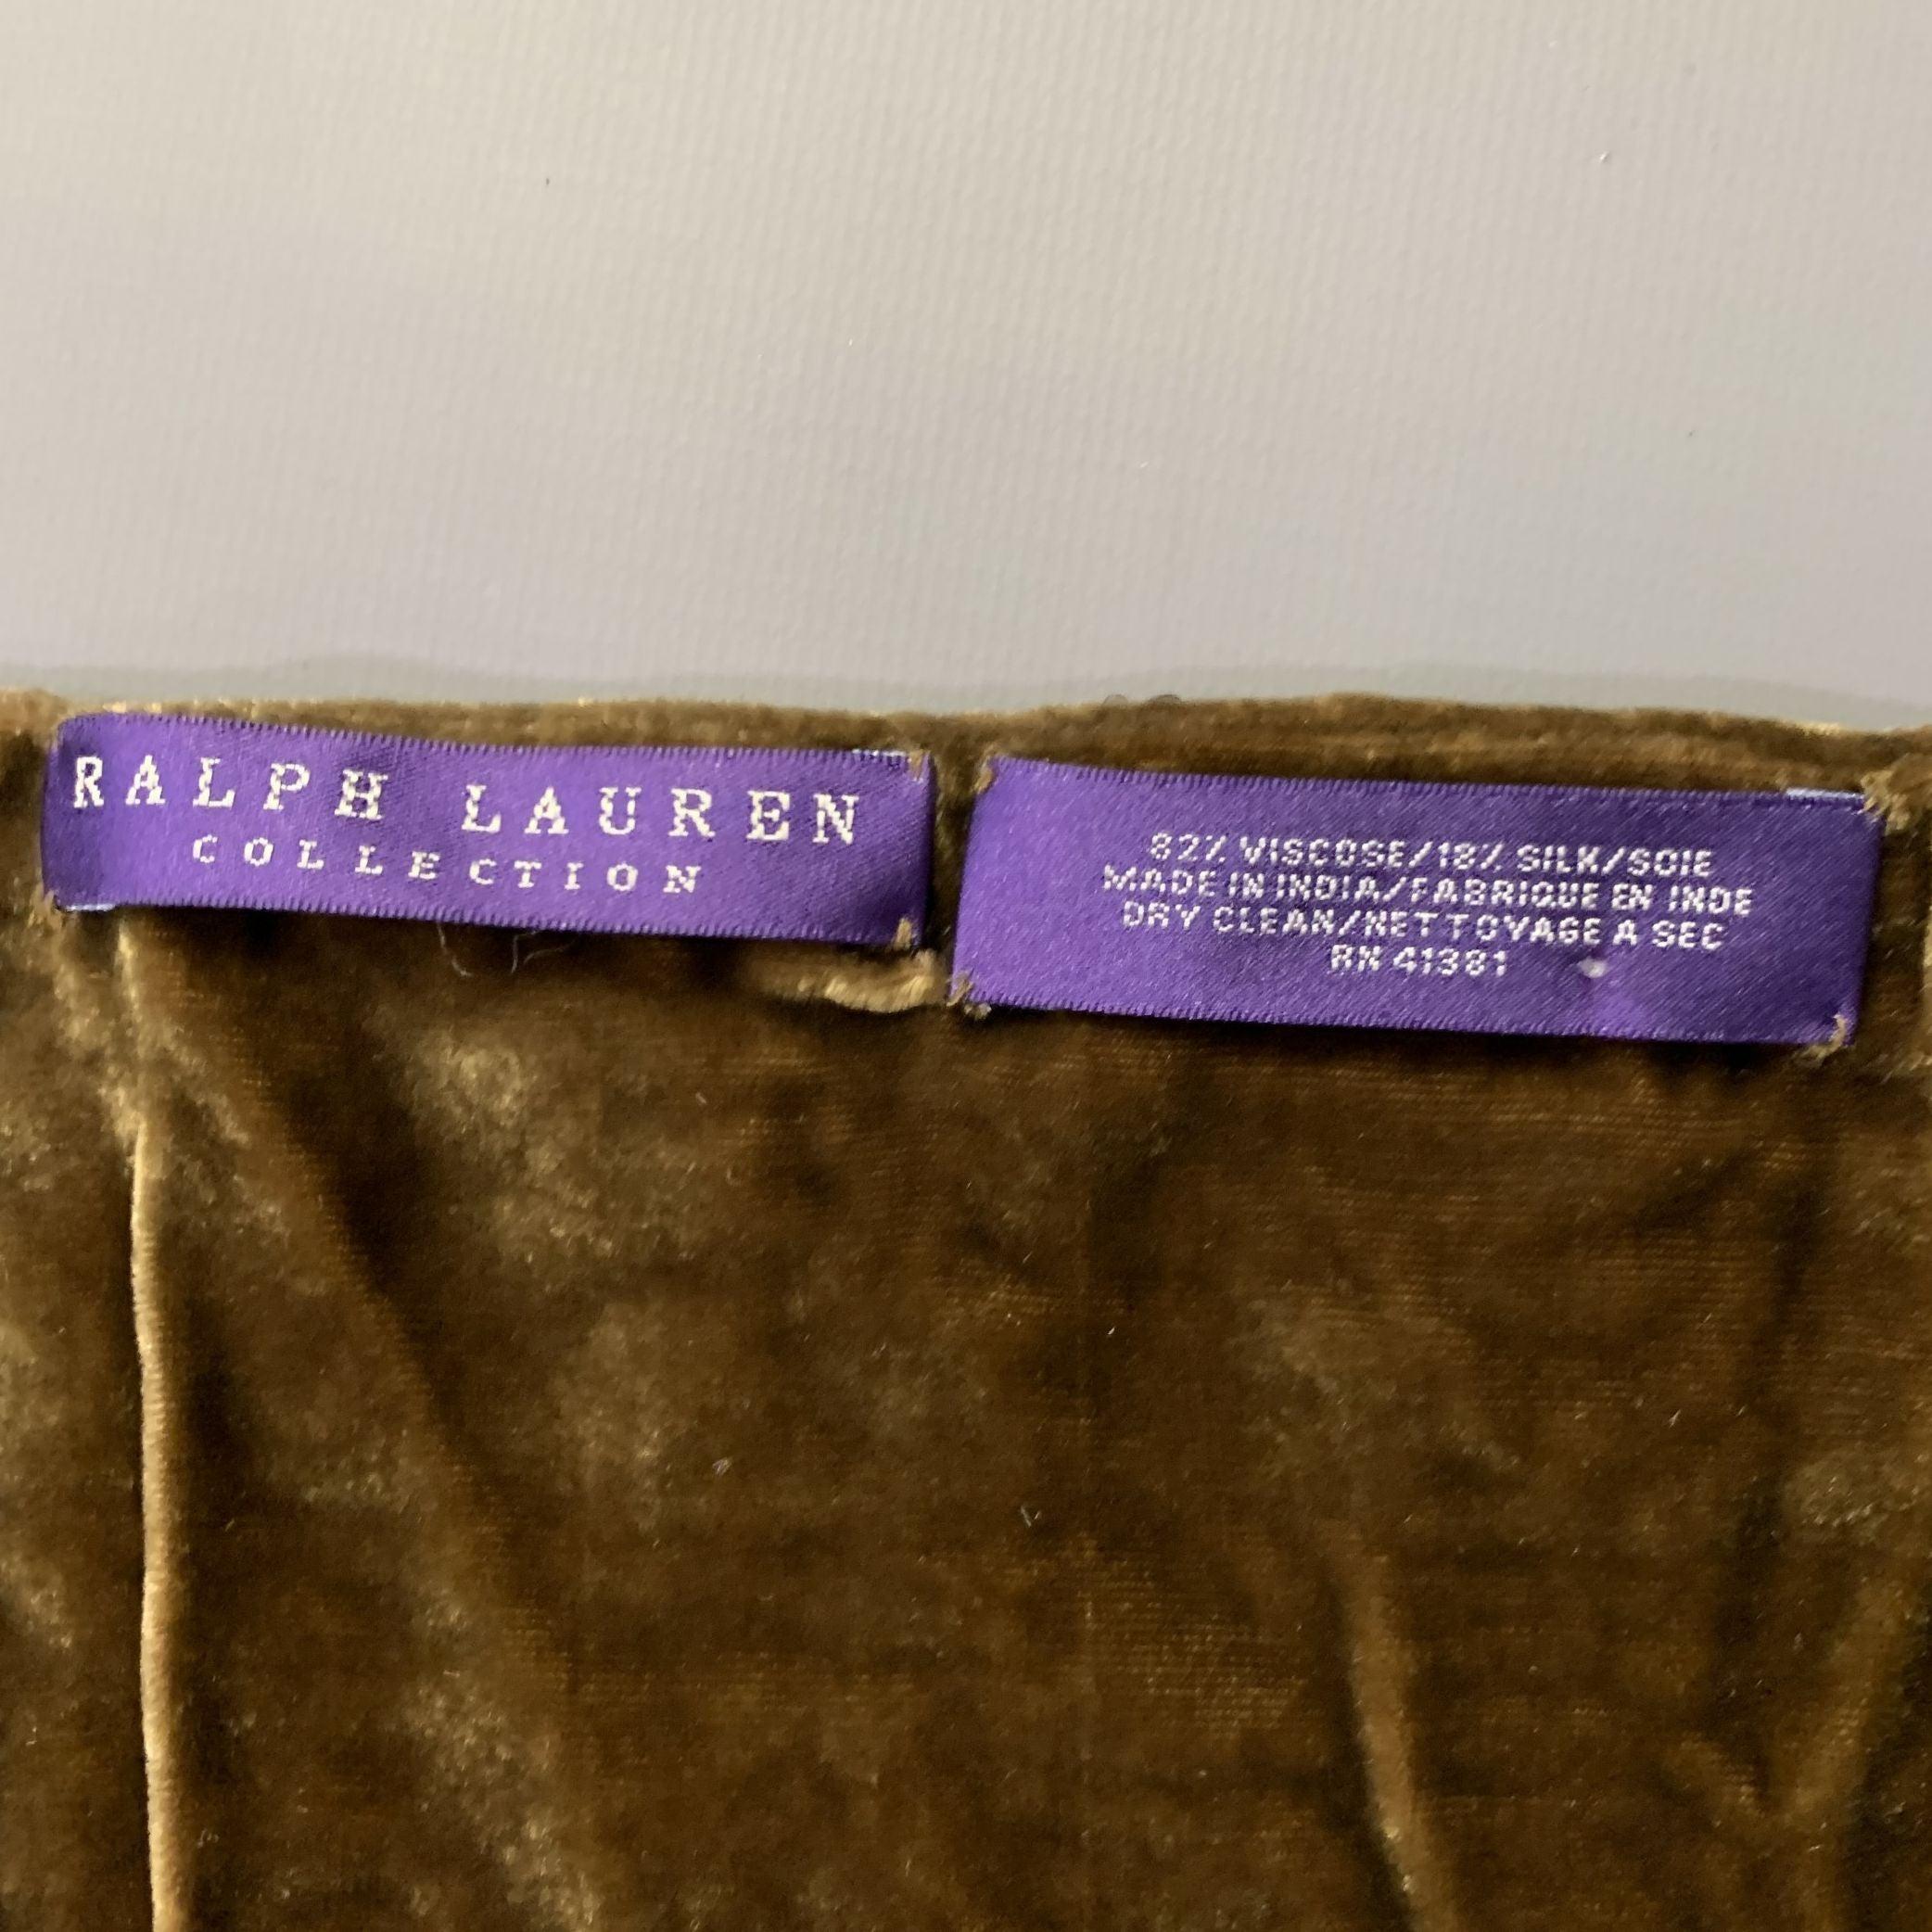 RALPH LAUREN
COLLECTION
82% VISCOSE/18% SILK/SOIE
MADE IN INDIA/FABRIQUE EN INDE
DRY CLEAN/NETTOYAGE A SEC
RN 41381